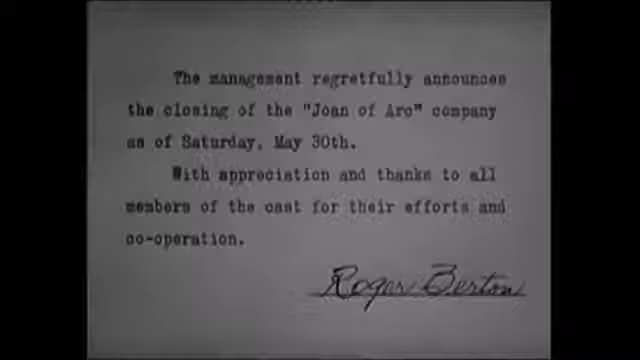 The management regretfully announces
the closing of the "Joan of Arc" company
as of Saturday, May 30th.
With appreciation and thanks to all
members of the cast for their efforts and
co-operation.
Roger Berton